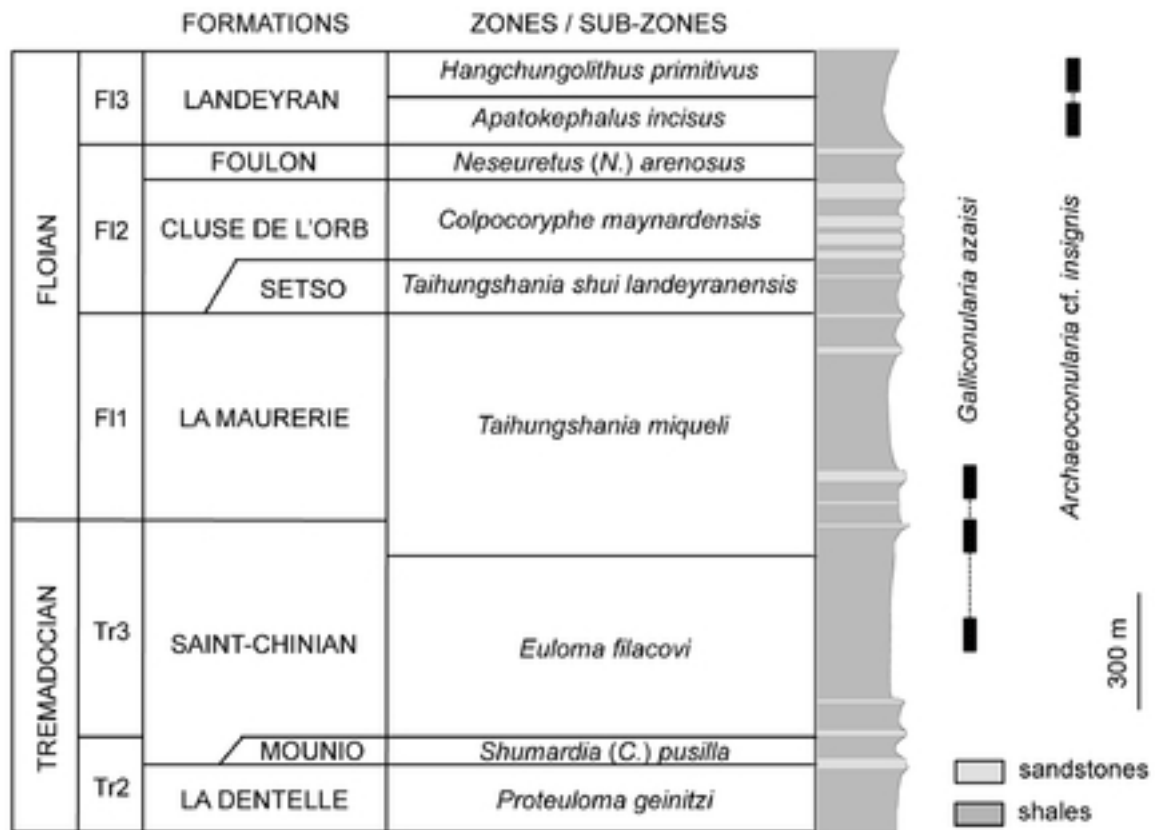 FORMATIONS ZONES / SUB-ZONES
FLOIAN
Fl3 LANDEYRAN Hangchungolithus primitivus
Apatokephalus incisus
Fl2 FOULON Neseuretus (N.) arenosus
CLUSE DE L'ORB Colpocoryphe maynardensis
SETSO Taihungshania shui landeyranensis
Fl1 LA MAURERIE Taihungshania miqueli
TREMADOCIAN
Tr3 SAINT-CHINIAN Euloma filacovi
Tr2 MOUNIO Shumardia (C.) pusilla
LA DENTELLE Proteuloma geinitzi
Galliconularia azaisi
Archaeoconularia cf. insignis
300 m
sandstones
shales